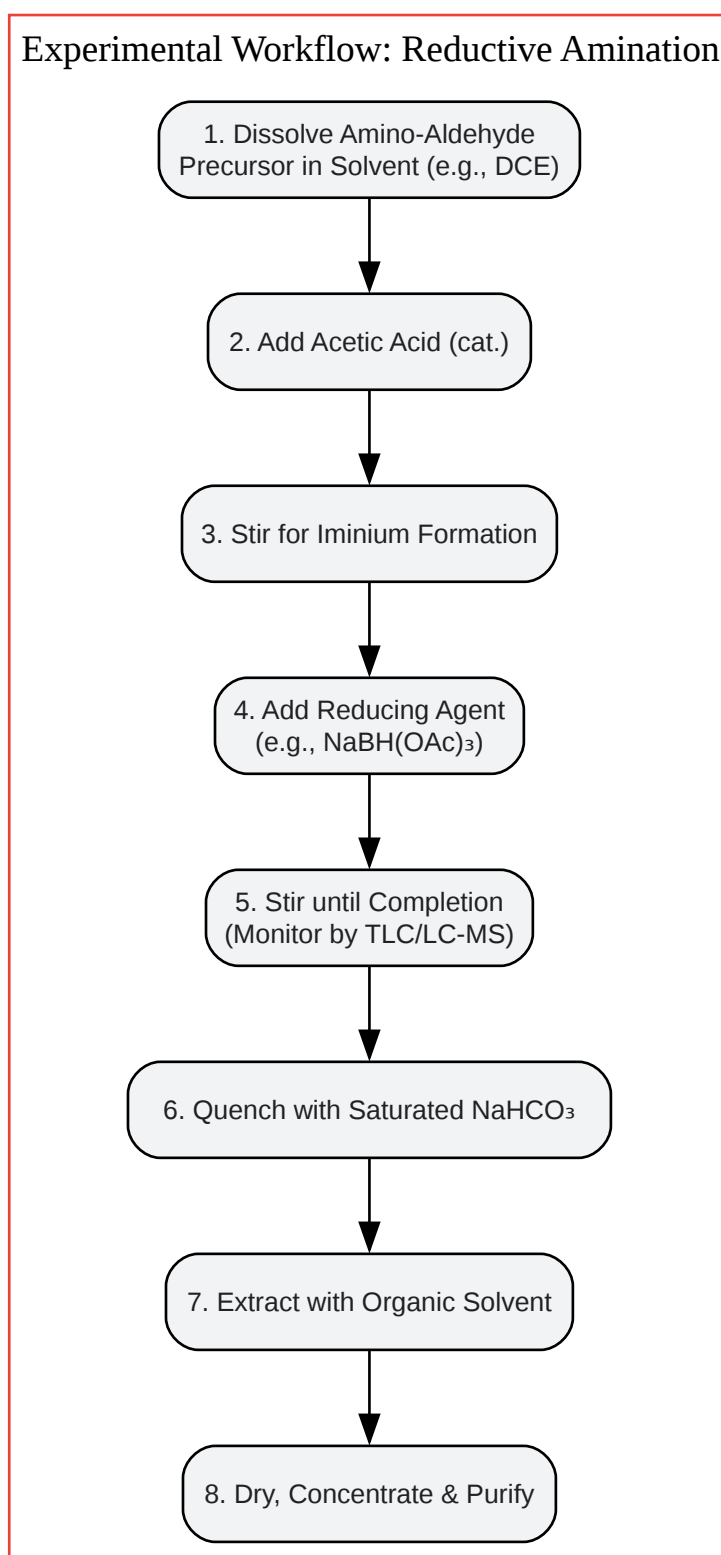 Experimental Workflow: Reductive Amination
1. Dissolve Amino-Aldehyde
Precursor in Solvent (e.g., DCE)
2. Add Acetic Acid (cat.)
3. Stir for Iminium Formation
4. Add Reducing Agent
(e.g., NaBH(OAc)₃)
5. Stir until Completion
(Monitor by TLC/LC-MS)
6. Quench with Saturated NaHCO₃
7. Extract with Organic Solvent
8. Dry, Concentrate & Purify